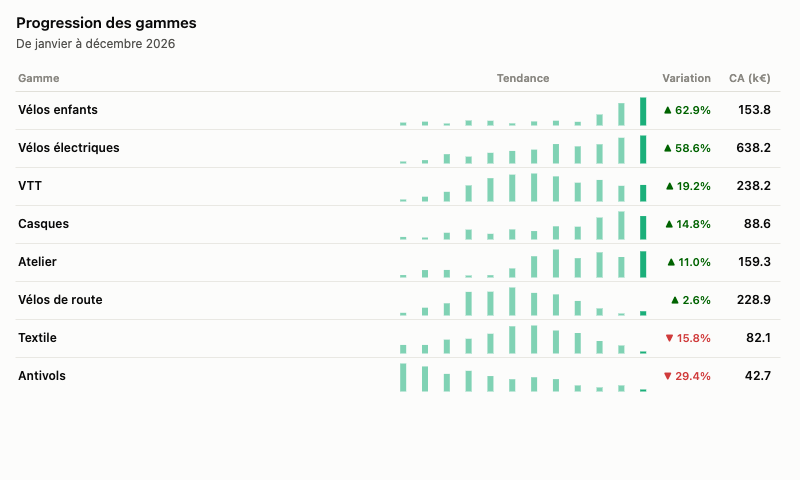 Progression des gammes
De janvier à décembre 2026
Gamme Tendance Variation CA (k€)
Vélos enfants ▲ 62.9% 153.8
Vélos électriques ▲ 58.6% 638.2
VTT ▲ 19.2% 238.2
Casques ▲ 14.8% 88.6
Atelier ▲ 11.0% 159.3
Vélos de route ▲ 2.6% 228.9
Textile ▼ 15.8% 82.1
Antivols ▼ 29.4% 42.7